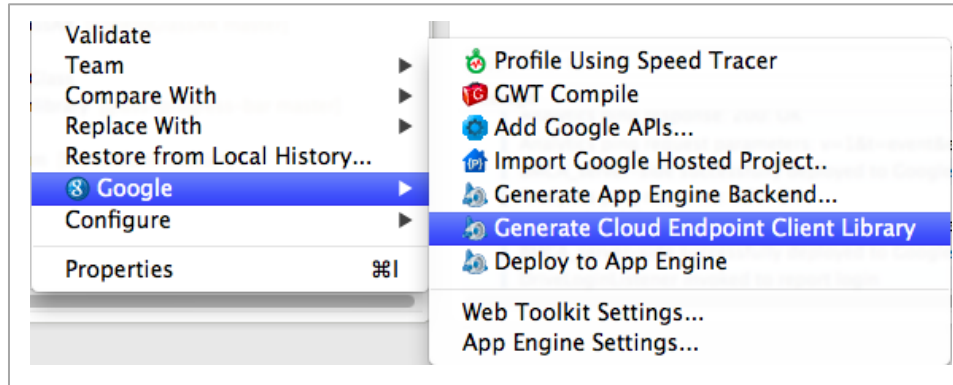 Validate
Team
Compare With
Replace With
Restore from Local History...
Google
Configure
Properties ⌘I
Profile Using Speed Tracer
GWT Compile
Add Google APIs...
Import Google Hosted Project..
Generate App Engine Backend...
Generate Cloud Endpoint Client Library
Deploy to App Engine
Web Toolkit Settings...
App Engine Settings...